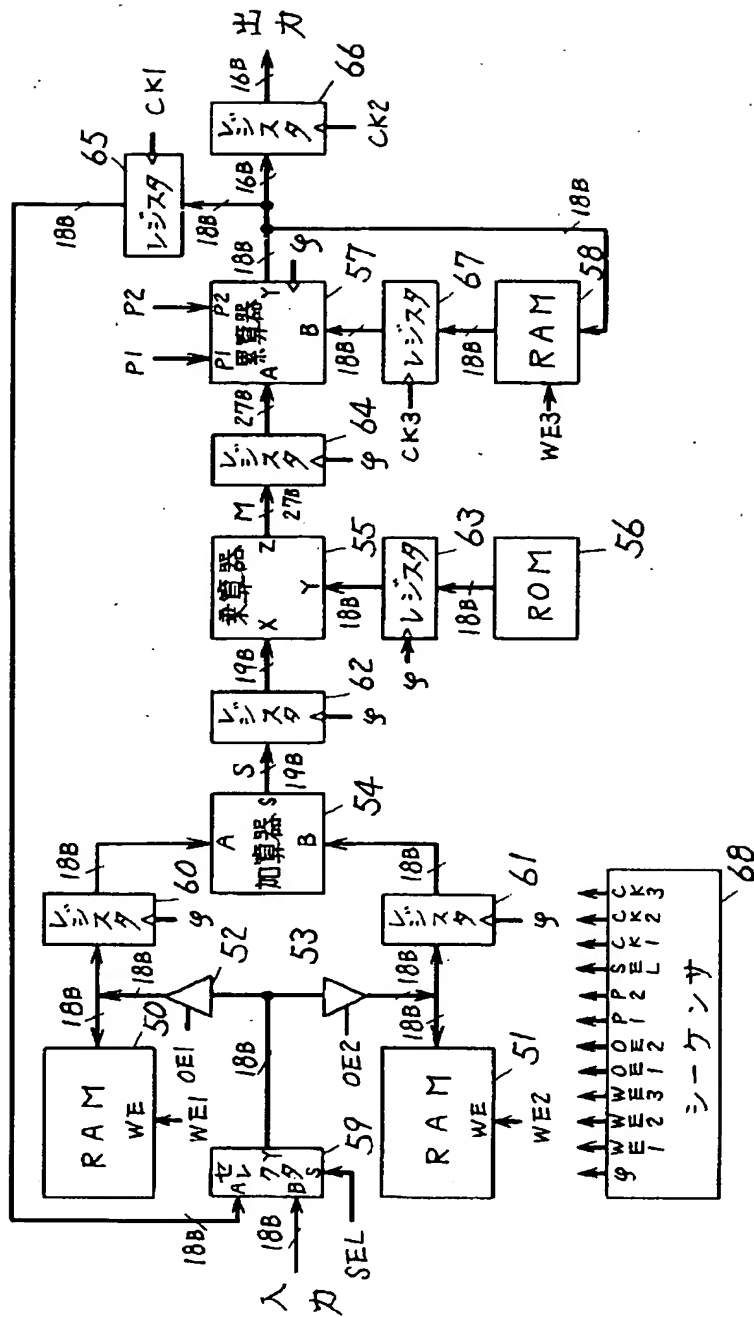 入力
18B
18B
SEL
セレクタ
A
B
S
Y
59
18B
RAM
WE
50
WE1
18B
18B
52
OE1
53
OE2
18B
18B
RAM
WE
51
WE2
レジスタ
60
φ
18B
レジスタ
61
φ
18B
加算器
A
B
S
54
S
19B
レジスタ
62
φ
19B
乗算器
X
Y
Z
55
18B
レジスタ
63
φ
18B
ROM
56
M
27B
レジスタ
64
φ
27B
P1
P2
P1
P2
累算器
A
B
Y
57
φ
18B
レジスタ
67
CK3
18B
RAM
58
WE3
18B
18B
18B
レジスタ
65
CK1
18B
16B
レジスタ
66
CK2
16B
出力
φ
WE1
WE2
WE3
OE1
OE2
P1
P2
SEL
CK1
CK2
CK3
シーケンサ
68